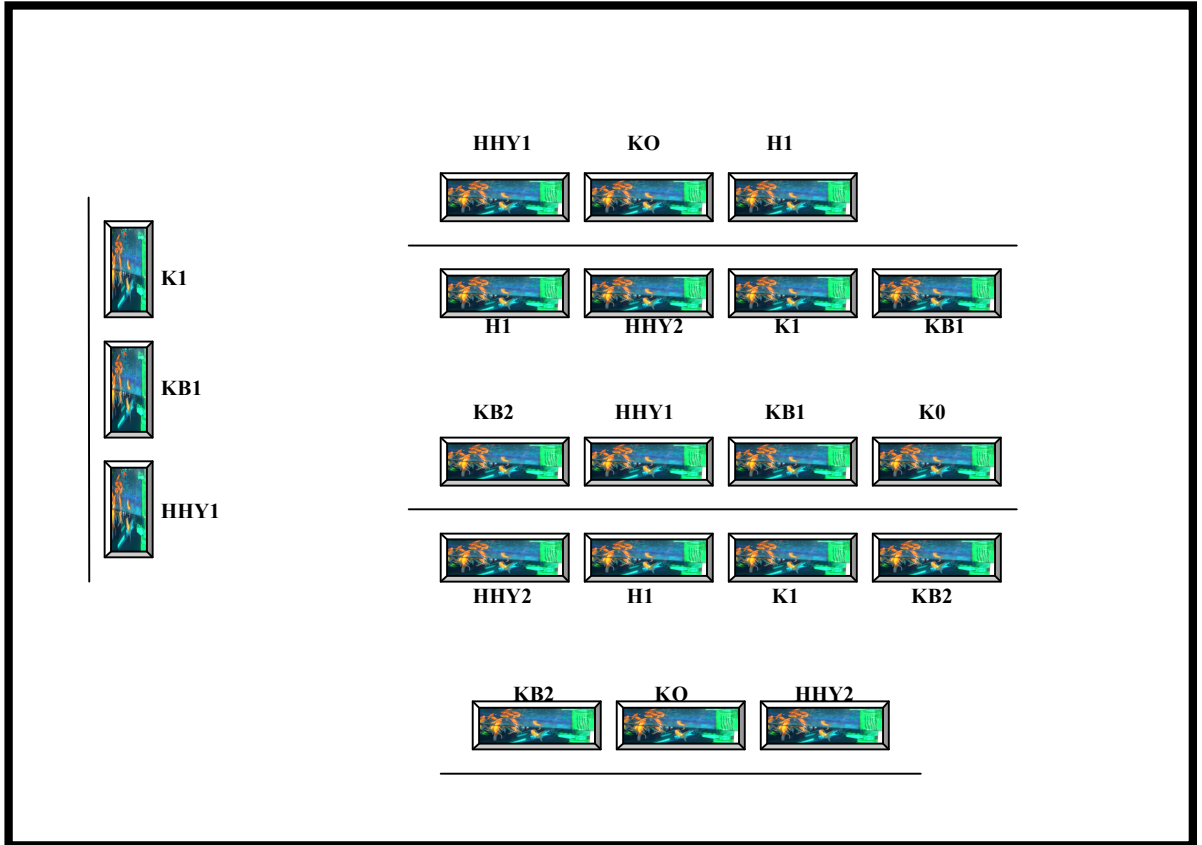 HHY1 KO H1
K1
H1 HHY2 K1 KB1
KB1
KB2 HHY1 KB1 K0
HHY1
HHY2 H1 K1 KB2
KB2 KO HHY2